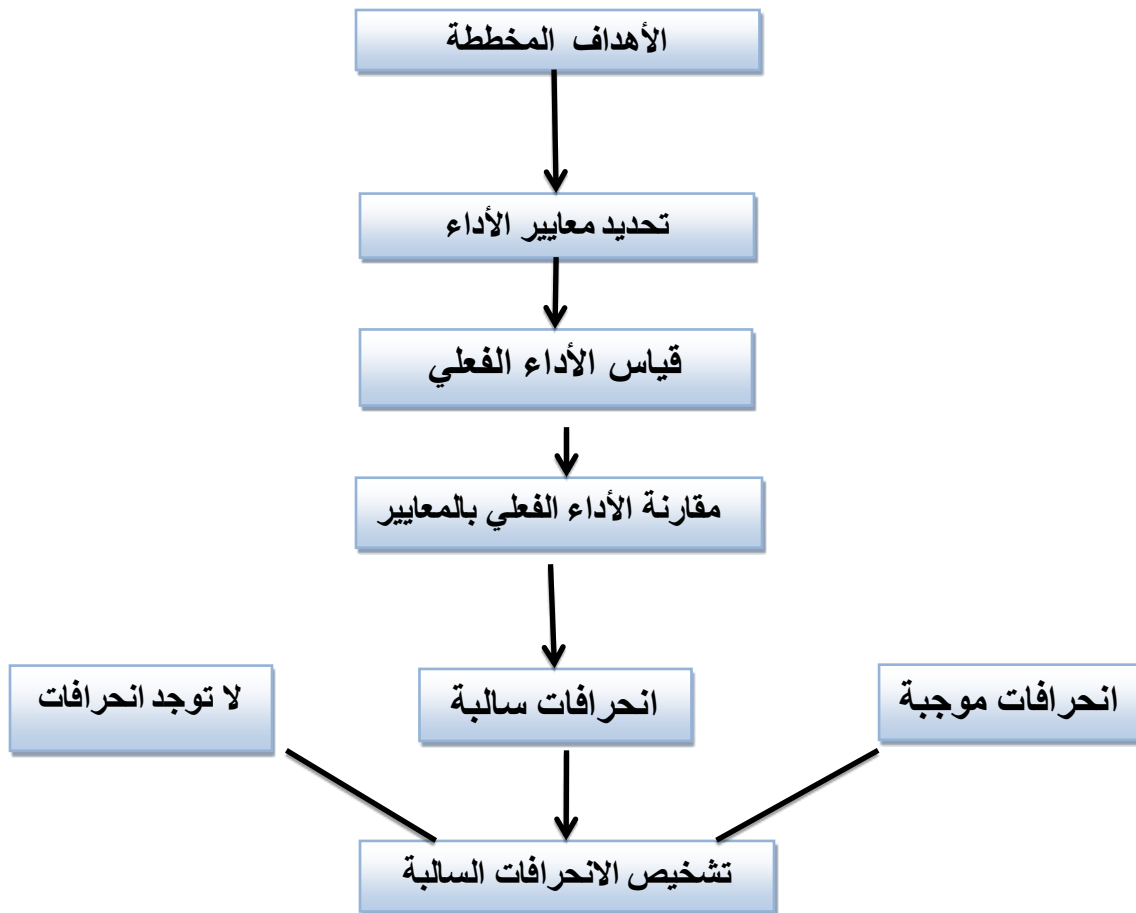 الأهداف المخططة
تحديد معايير الأداء
قياس الأداء الفعلي
مقارنة الأداء الفعلي بالمعايير
انحرافات موجبة
انحرافات سالبة
لا توجد انحرافات
تشخيص الانحرافات السالبة